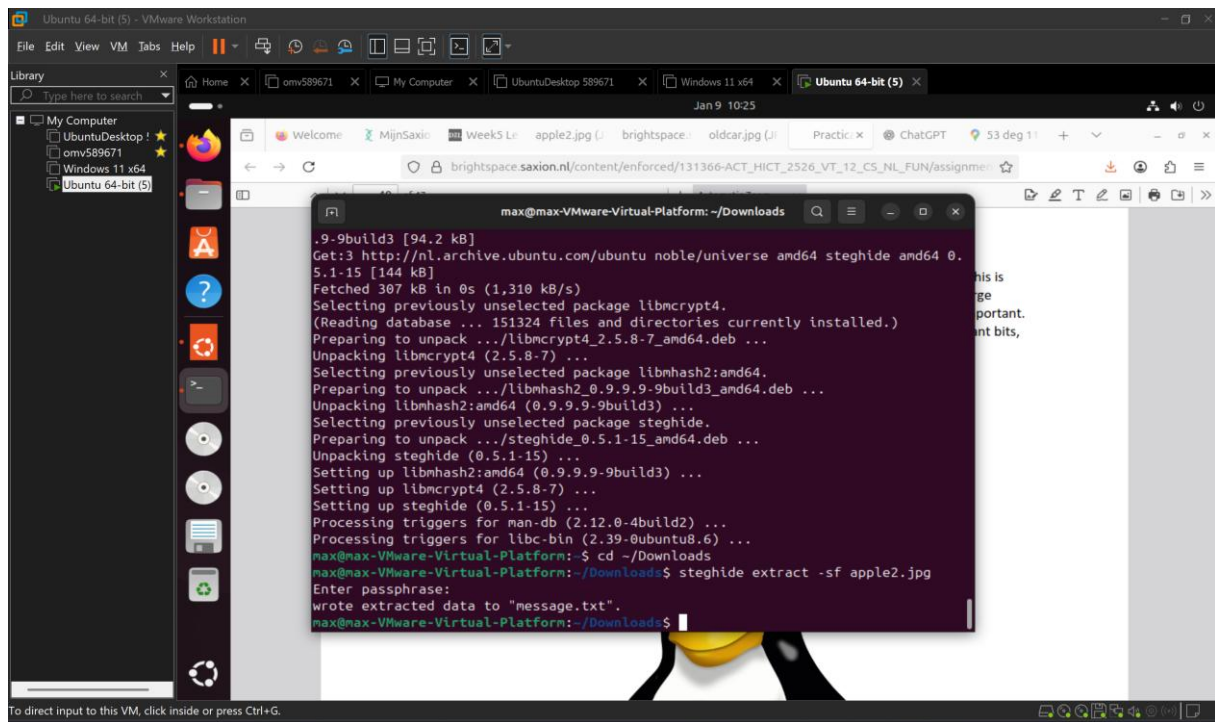 Ubuntu 64-bit (5) - VMware Workstation
File Edit View VM Tabs Help
Library
Type here to search
My Computer
UbuntuDesktop !
omv589671
Windows 11 x64
Ubuntu 64-bit (5)
Home omv589671 My Computer UbuntuDesktop 589671 Windows 11 x64 Ubuntu 64-bit (5)
Jan 9 10:25
Welcome MijnSaxio Week5 Le apple2.jpg (J brightspace. oldcar.jpg (J Practic ChatGPT 53 deg 1
brightspace.saxion.nl/content/enforced/131366-ACT_HICT_2526_VT_12_CS_NL_FUN/assignmen
max@max-VMware-Virtual-Platform: ~/Downloads
.9-9build3 [94.2 kB]
Get:3 http://nl.archive.ubuntu.com/ubuntu noble/universe amd64 steghide amd64 0.
5.1-15 [144 kB]
Fetched 307 kB in 0s (1,310 kB/s)
Selecting previously unselected package libmcrypt4.
(Reading database ... 151324 files and directories currently installed.)
Preparing to unpack .../libmcrypt4_2.5.8-7_amd64.deb ...
Unpacking libmcrypt4 (2.5.8-7) ...
Selecting previously unselected package libmhash2:amd64.
Preparing to unpack .../libmhash2_0.9.9.9-9build3_amd64.deb ...
Unpacking libmhash2:amd64 (0.9.9.9-9build3) ...
Selecting previously unselected package steghide.
Preparing to unpack .../steghide_0.5.1-15_amd64.deb ...
Unpacking steghide (0.5.1-15) ...
Setting up libmhash2:amd64 (0.9.9.9-9build3) ...
Setting up libmcrypt4 (2.5.8-7) ...
Setting up steghide (0.5.1-15) ...
Processing triggers for man-db (2.12.0-4build2) ...
Processing triggers for libc-bin (2.39-0ubuntu8.6) ...
max@max-VMware-Virtual-Platform:~$ cd ~/Downloads
max@max-VMware-Virtual-Platform:~/Downloads$ steghide extract -sf apple2.jpg
Enter passphrase:
wrote extracted data to "message.txt".
max@max-VMware-Virtual-Platform:~/Downloads$
his is
rge
portant.
ant bits,
To direct input to this VM, click inside or press Ctrl+G.